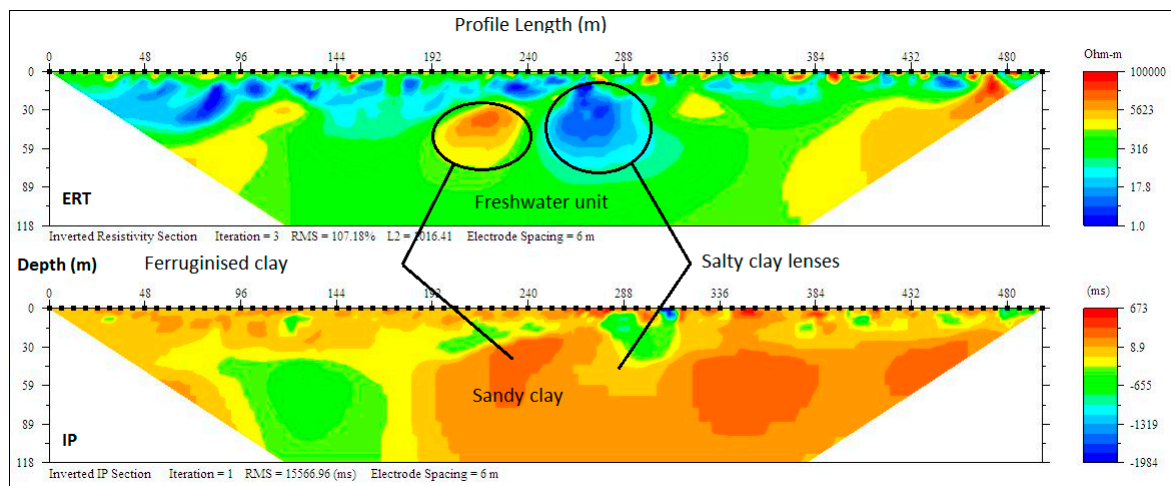 Profile Length (m)
0 48 96 144 192 240 288 336 384 432 480
Ohm-m
0
30
59
89
118
100000
5623
316
17.8
1.0
ERT
Freshwater unit
Inverted Resistivity Section Iteration = 3 RMS = 107.18% L2 = 1016.41 Electrode Spacing = 6 m
Depth (m)
Ferruginised clay
Salty clay lenses
0 48 96 144 192 240 288 336 384 432 480
(ms)
0
30
59
89
118
673
8.9
-655
-1319
-1984
Sandy clay
IP
Inverted IP Section Iteration = 1 RMS = 15566.96 (ms) Electrode Spacing = 6 m